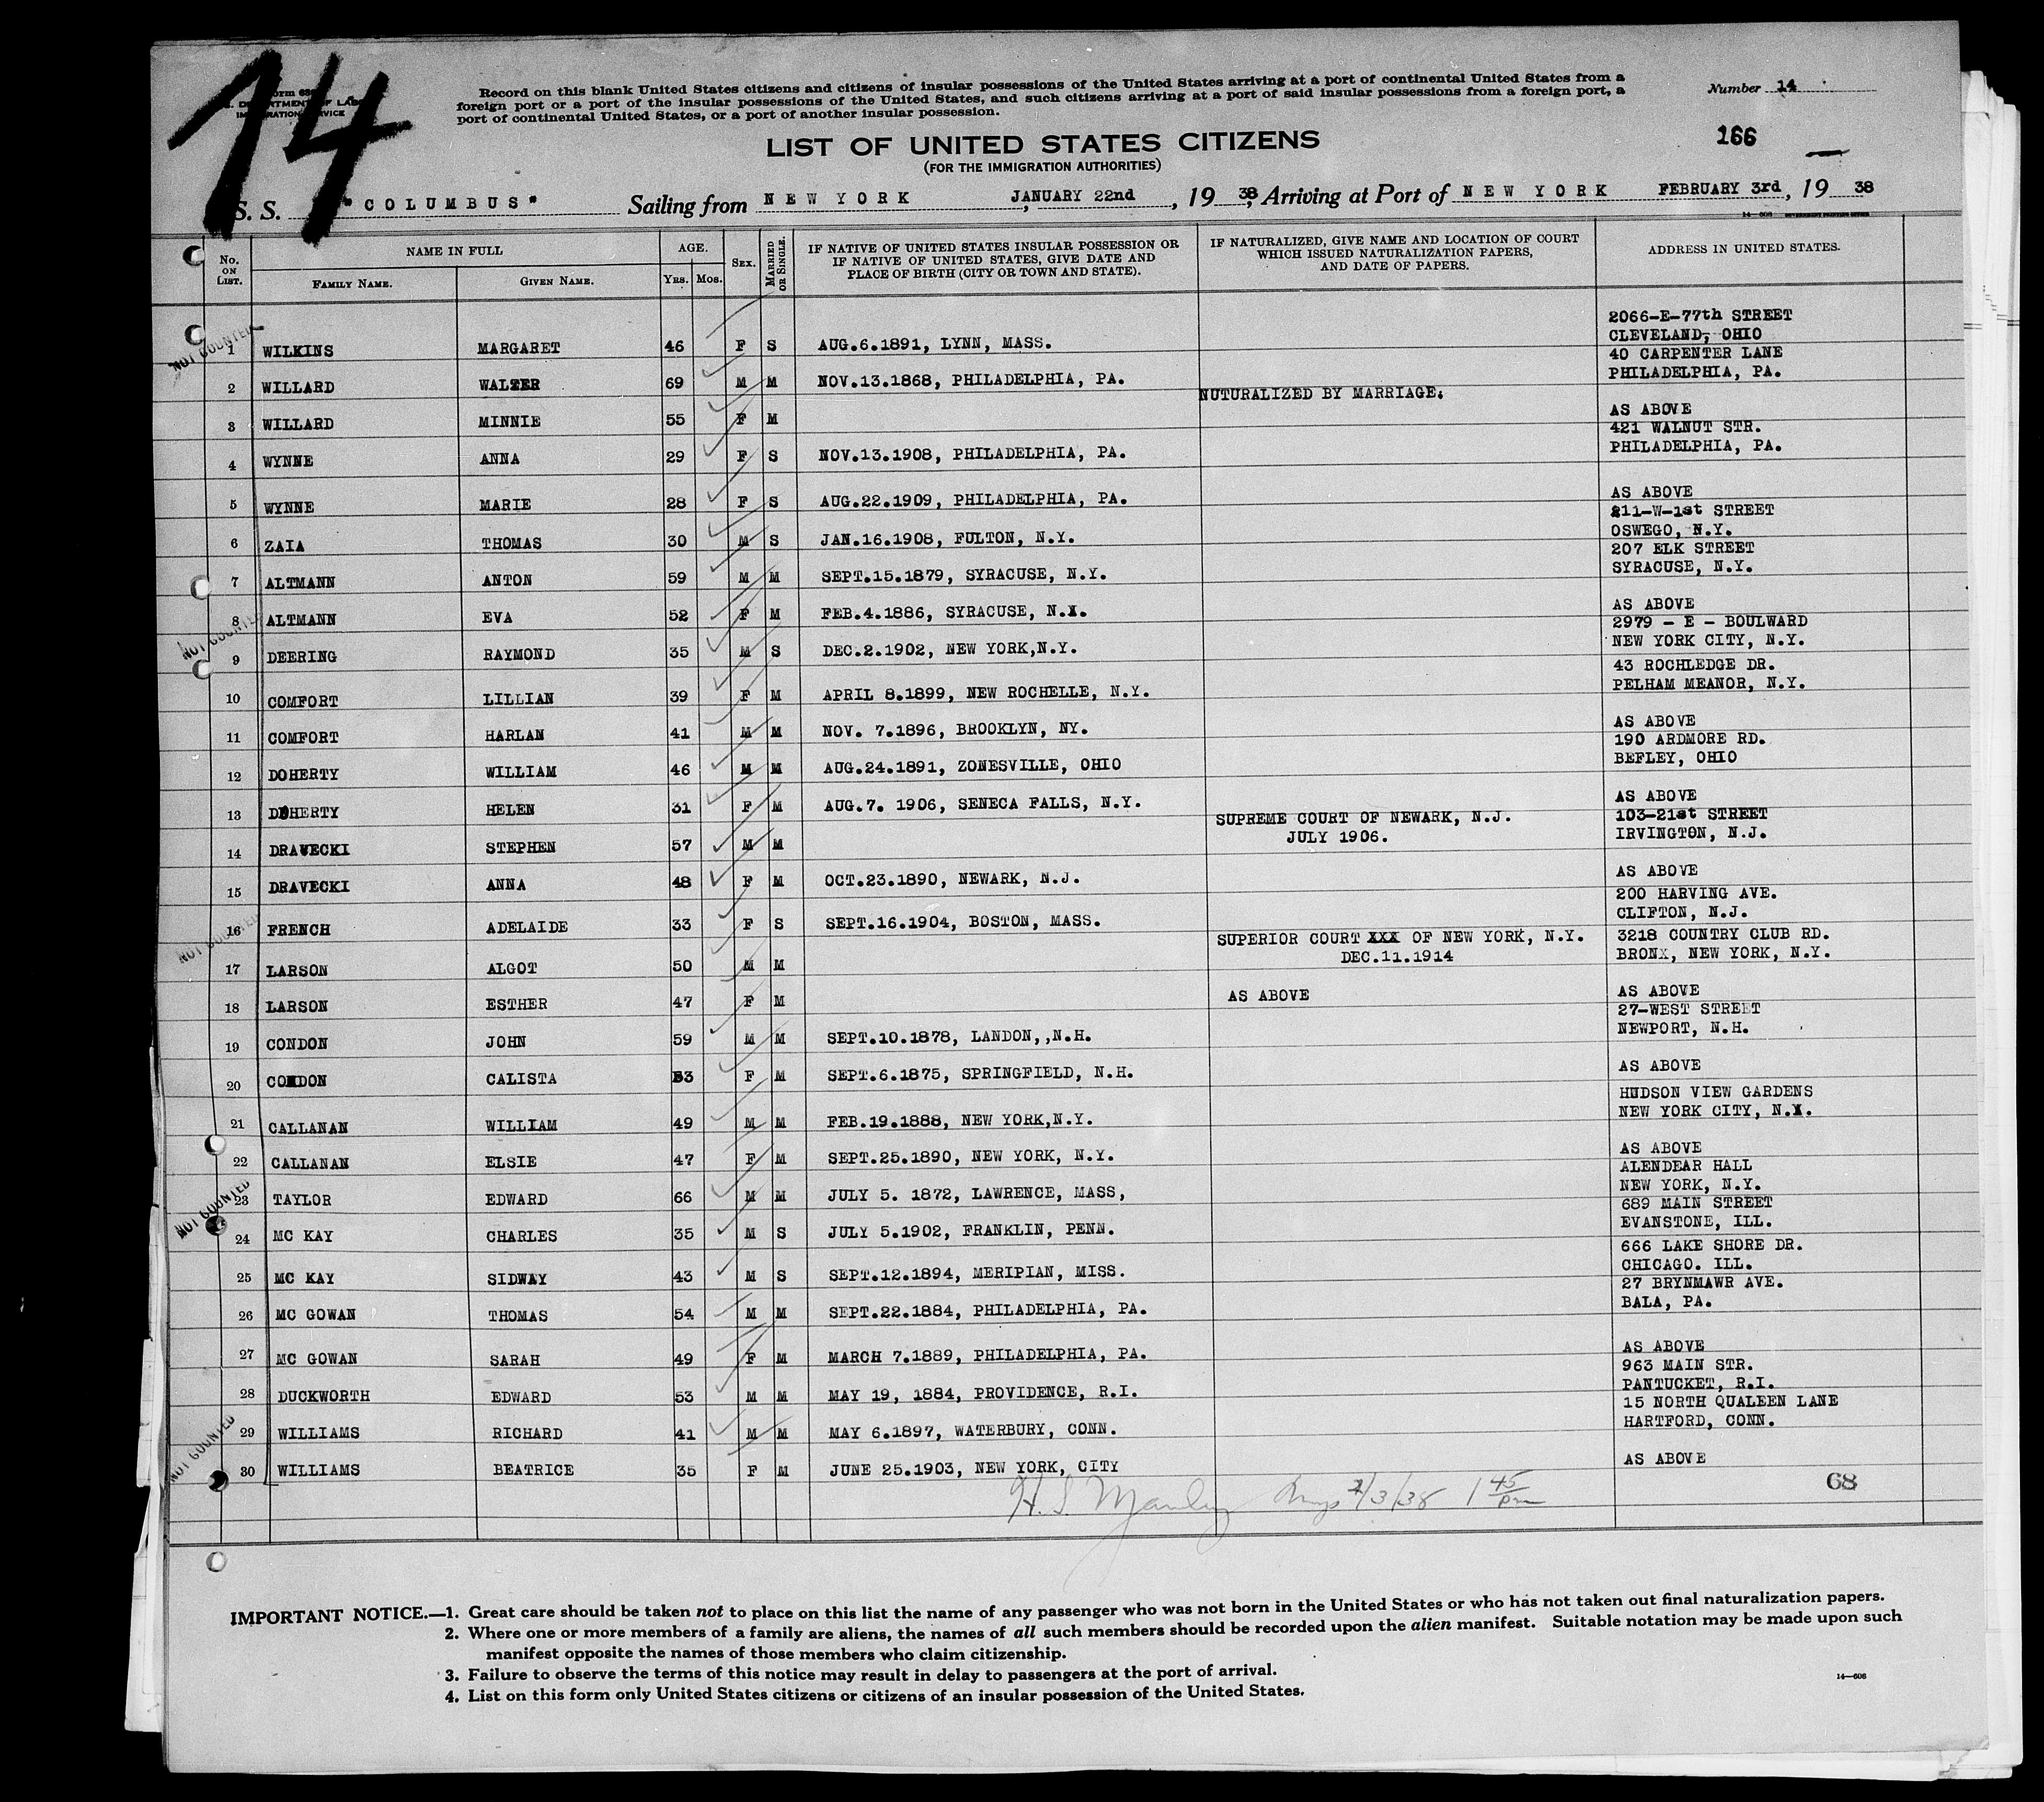 14
Form 630
U. S. DEPARTMENT OF LABOR
IMMIGRATION SERVICE
Record on this blank United States citizens and citizens of insular possessions of the United States arriving at a port of continental United States from a
foreign port or a port of the insular possessions of the United States, and such citizens arriving at a port of said insular possessions from a foreign port, a
port of continental United States, or a port of another insular possession.
Number 14
166
LIST OF UNITED STATES CITIZENS
(FOR THE IMMIGRATION AUTHORITIES)
S. S. "COLUMBUS" Sailing from NEW YORK, JANUARY 22nd, 1938, Arriving at Port of NEW YORK FEBRUARY 3rd, 1938
14—606 GOVERNMENT PRINTING OFFICE
No. ON LIST. NAME IN FULL AGE. SEX. MARRIED OR SINGLE. IF NATIVE OF UNITED STATES INSULAR POSSESSION OR IF NATIVE OF UNITED STATES, GIVE DATE AND PLACE OF BIRTH (CITY OR TOWN AND STATE). IF NATURALIZED, GIVE NAME AND LOCATION OF COURT WHICH ISSUED NATURALIZATION PAPERS, AND DATE OF PAPERS. ADDRESS IN UNITED STATES.
FAMILY NAME. GIVEN NAME. YRS. MOS.
2066-E-77th STREET
NOT COUNTED
1 WILKINS MARGARET 46 F S AUG.6.1891, LYNN, MASS. CLEVELAND, OHIO
40 CARPENTER LANE
2 WILLARD WALTER 69 M M NOV.13.1868, PHILADELPHIA, PA. PHILADELPHIA, PA.
NUTURALIZED BY MARRIAGE.
3 WILLARD MINNIE 55 F M AS ABOVE
421 WALNUT STR.
4 WYNNE ANNA 29 F S NOV.13.1908, PHILADELPHIA, PA. PHILADELPHIA, PA.
5 WYNNE MARIE 28 F S AUG.22.1909, PHILADELPHIA, PA. AS ABOVE
211-W-1st STREET
6 ZAIA THOMAS 30 M S JAN.16.1908, FULTON, N.Y. OSWEGO, N.Y.
207 ELK STREET
7 ALTMANN ANTON 59 M M SEPT.15.1879, SYRACUSE, N.Y. SYRACUSE, N.Y.
8 ALTMANN EVA 52 F M FEB.4.1886, SYRACUSE, N.Y. AS ABOVE
NOT COUNTED
2979 - E - BOULWARD
9 DEERING RAYMOND 35 M S DEC.2.1902, NEW YORK,N.Y. NEW YORK CITY, N.Y.
43 ROCHLEDGE DR.
10 COMFORT LILLIAN 39 F M APRIL 8.1899, NEW ROCHELLE, N.Y. PELHAM MEANOR, N.Y.
11 COMFORT HARLAN 41 M M NOV. 7.1896, BROOKLYN, NY. AS ABOVE
190 ARDMORE RD.
12 DOHERTY WILLIAM 46 M M AUG.24.1891, ZONESVILLE, OHIO BEFLEY, OHIO
13 DOHERTY HELEN 31 F M AUG.7. 1906, SENECA FALLS, N.Y. AS ABOVE
SUPREME COURT OF NEWARK, N.J. 103-21st STREET
14 DRAVECKI STEPHEN 57 M M JULY 1906. IRVINGTON, N.J.
15 DRAVECKI ANNA 48 F M OCT.23.1890, NEWARK, N.J. AS ABOVE
200 HARVING AVE.
NOT COUNTED
16 FRENCH ADELAIDE 33 F S SEPT.16.1904, BOSTON, MASS. CLIFTON, N.J.
SUPERIOR COURT XXX OF NEW YORK, N.Y. 3218 COUNTRY CLUB RD.
17 LARSON ALGOT 50 M M DEC.11.1914 BRONX, NEW YORK, N.Y.
18 LARSON ESTHER 47 F M AS ABOVE AS ABOVE
27-WEST STREET
19 CONDON JOHN 59 M M SEPT.10.1878, LANDON,,N.H. NEWPORT, N.H.
20 CONDON CALISTA 53 F M SEPT.6.1875, SPRINGFIELD, N.H. AS ABOVE
HUDSON VIEW GARDENS
21 CALLANAN WILLIAM 49 M M FEB.19.1888, NEW YORK,N.Y. NEW YORK CITY, N.Y.
22 CALLANAN ELSIE 47 F M SEPT.25.1890, NEW YORK, N.Y. AS ABOVE
ALENDEAR HALL
NOT COUNTED
23 TAYLOR EDWARD 66 M M JULY 5. 1872, LAWRENCE, MASS, NEW YORK, N.Y.
689 MAIN STREET
24 MC KAY CHARLES 35 M S JULY 5.1902, FRANKLIN, PENN. EVANSTONE, ILL.
666 LAKE SHORE DR.
25 MC KAY SIDWAY 43 M S SEPT.12.1894, MERIPIAN, MISS. CHICAGO. ILL.
27 BRYNMAWR AVE.
26 MC GOWAN THOMAS 54 M M SEPT.22.1884, PHILADELPHIA, PA. BALA, PA.
27 MC GOWAN SARAH 49 F M MARCH 7.1889, PHILADELPHIA, PA. AS ABOVE
963 MAIN STR.
28 DUCKWORTH EDWARD 53 M M MAY 19, 1884, PROVIDENCE, R.I. PANTUCKET, R.I.
15 NORTH QUALEEN LANE
29 WILLIAMS RICHARD 41 M M MAY 6.1897, WATERBURY, CONN. HARTFORD, CONN.
NOT COUNTED
30 WILLIAMS BEATRICE 35 F M JUNE 25.1903, NEW YORK, CITY AS ABOVE
68
H. S. Manley 2/3/38 1 45 pm
IMPORTANT NOTICE.—1. Great care should be taken not to place on this list the name of any passenger who was not born in the United States or who has not taken out final naturalization papers.
2. Where one or more members of a family are aliens, the names of all such members should be recorded upon the alien manifest. Suitable notation may be made upon such
manifest opposite the names of those members who claim citizenship.
3. Failure to observe the terms of this notice may result in delay to passengers at the port of arrival.
14—606
4. List on this form only United States citizens or citizens of an insular possession of the United States.